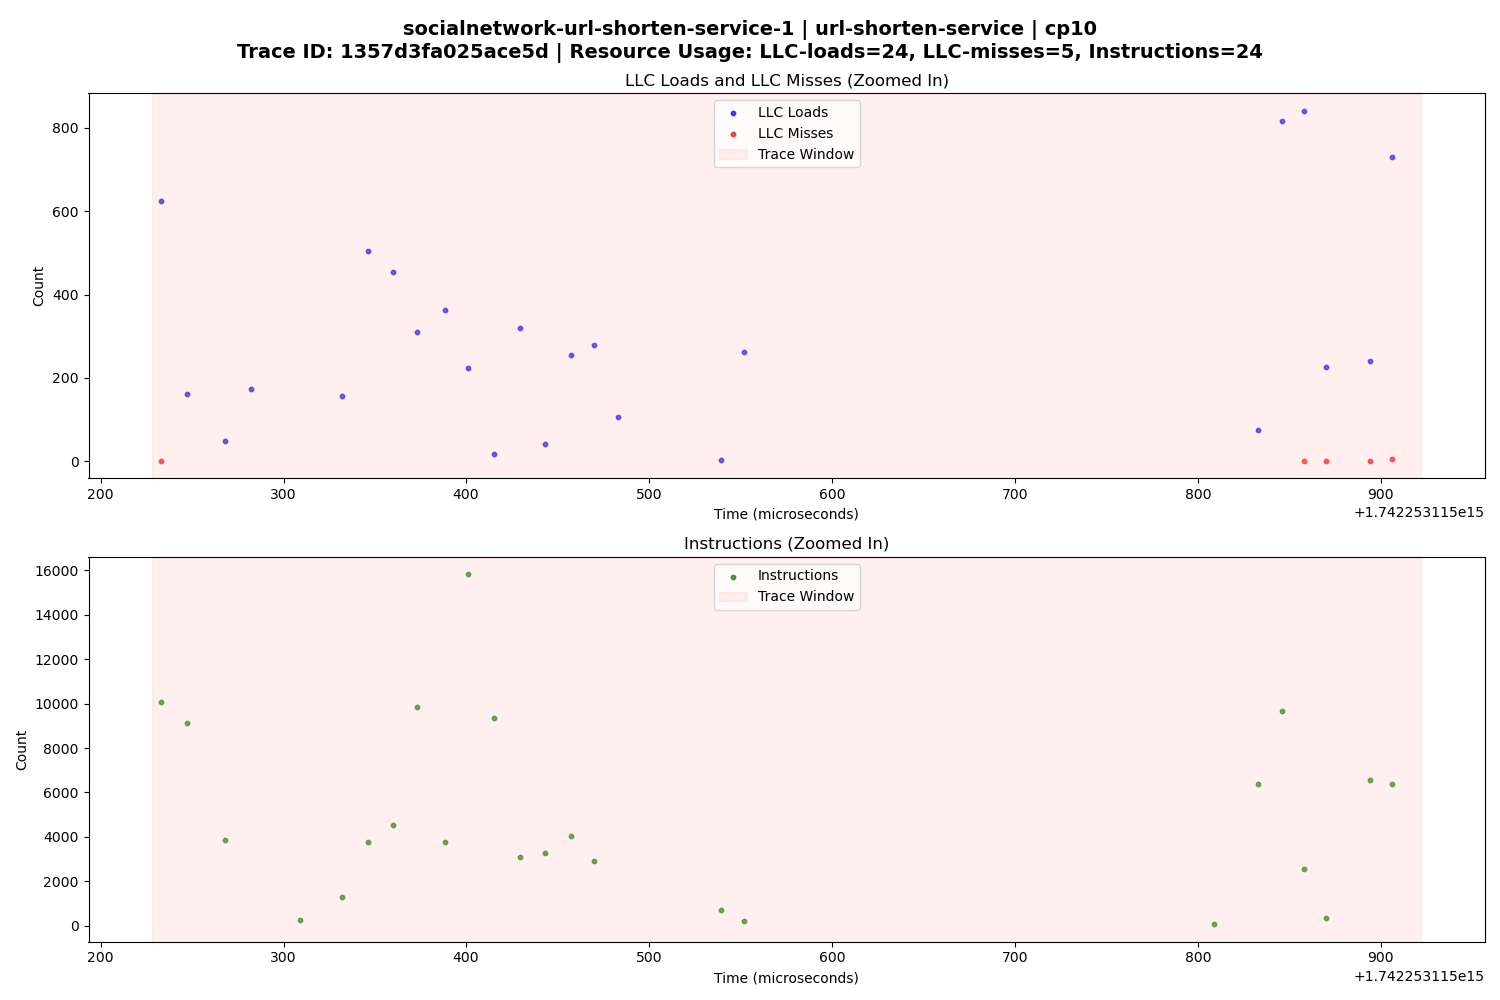 socialnetwork-url-shorten-service-1 | url-shorten-service | cp10
Trace ID: 1357d3fa025ace5d | Resource Usage: LLC-loads=24, LLC-misses=5, Instructions=24
LLC Loads and LLC Misses (Zoomed In)
LLC Loads
LLC Misses
Trace Window
800
600
400
200
0
Count
200 300 400 500 600 700 800 900
Time (microseconds)
+1.742253115e15
Instructions (Zoomed In)
Instructions
Trace Window
16000
14000
12000
10000
8000
6000
4000
2000
0
Count
200 300 400 500 600 700 800 900
Time (microseconds)
+1.742253115e15